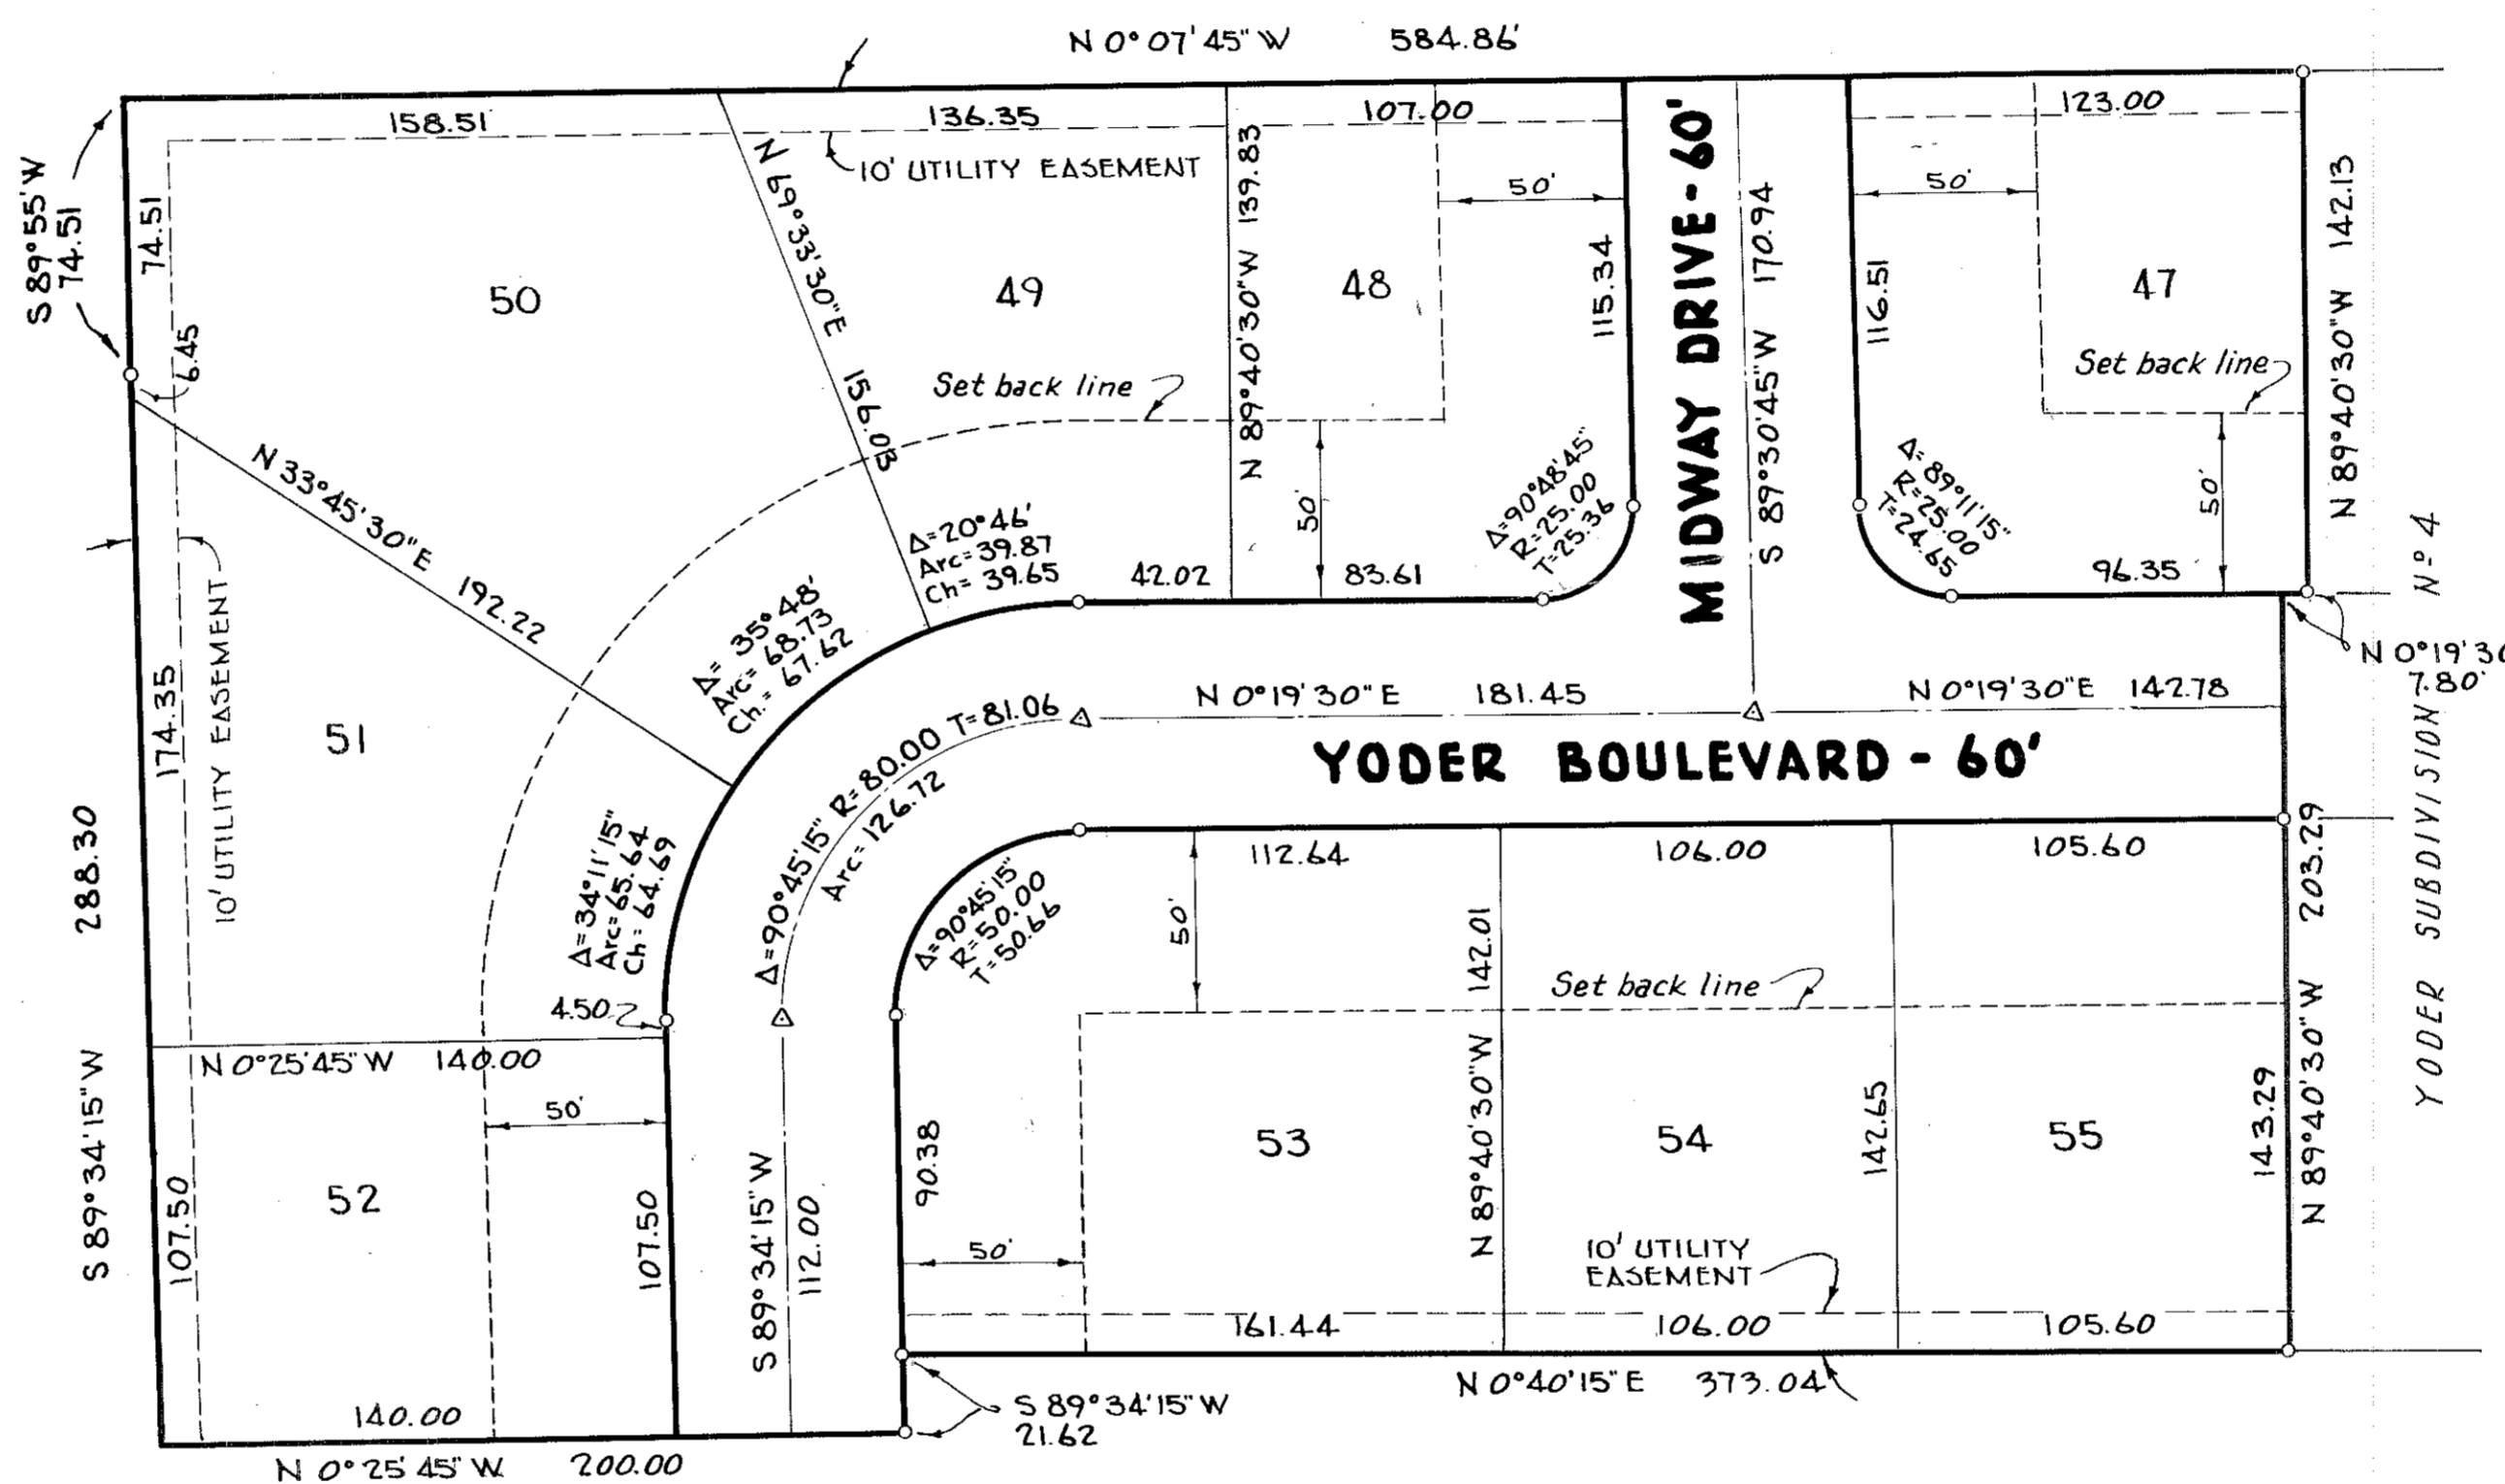 N 0° 07' 45" W 584.86'
S 89° 55' W
74.51
158.51
136.35
107.00
123.00
10' UTILITY EASEMENT
74.51
6.45
50
N 69° 33' 30" E 156.03
49
N 89° 40' 30" W 139.83
48
50'
115.34
MIDWAY DRIVE - 60'
S 89° 30' 45" W 170.94
116.51
50'
47
N 89° 40' 30" W 142.13
Set back line
Set back line
50'
50'
N 33° 45' 30" E 192.22
Δ= 20° 46'
Arc= 39.87
Ch= 39.65
42.02
83.61
Δ= 90° 48' 45"
R= 25.00
T= 25.36
Δ= 89° 11' 15"
R= 25.00
T= 24.65
96.35
N 0° 19' 30
7.80'
Δ= 35° 48'
Arc= 68.73
Ch. = 67.62
51
174.35
10' UTILITY EASEMENT
288.30
S 89° 34' 15" W
N 0° 19' 30" E 181.45
N 0° 19' 30" E 142.78
YODER BOULEVARD - 60'
YODER SUBDIVISION Nº 4
Δ= 90° 45' 15" R= 80.00 T= 81.06
Arc= 126.72
Δ= 34° 11' 15"
Arc= 65.64
Ch= 64.69
4.50
Δ= 90° 45' 15"
R= 50.00
T= 50.66
112.64
106.00
105.60
50'
142.01
N 89° 40' 30" W
Set back line
N 89° 40' 30" W 203.29
N 0° 25' 45" W 140.00
50'
52
107.50
107.50
S 89° 34' 15" W
112.00
90.38
50'
53
54
142.65
55
143.29
10' UTILITY
EASEMENT
161.44
106.00
105.60
N 0° 40' 15" E 373.04
S 89° 34' 15" W
21.62
140.00
N 0° 25' 45" W 200.00